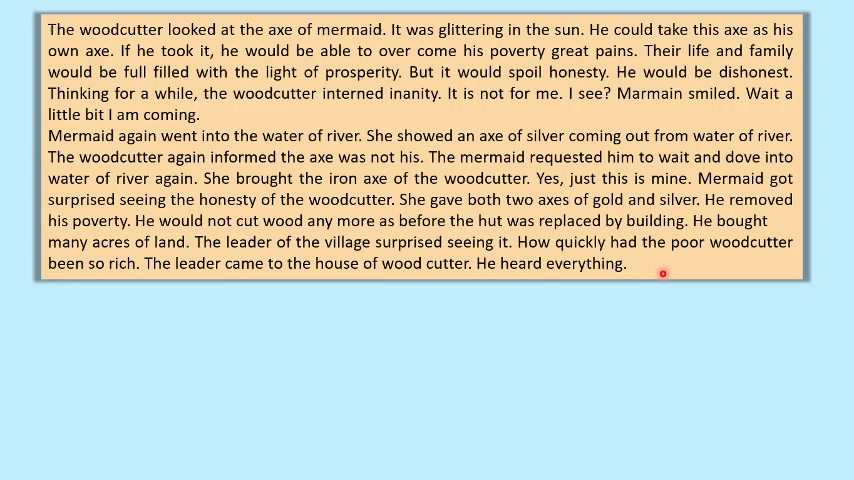 The woodcutter looked at the axe of mermaid. It was glittering in the sun. He could take this axe as his
own axe. If he took it, he would be able to over come his poverty great pains. Their life and family
would be full filled with the light of prosperity. But it would spoil honesty. He would be dishonest.
Thinking for a while, the woodcutter interned inanity. It is not for me. I see? Marmain smiled. Wait a
little bit I am coming.
Mermaid again went into the water of river. She showed an axe of silver coming out from water of river.
The woodcutter again informed the axe was not his. The mermaid requested him to wait and dove into
water of river again. She brought the iron axe of the woodcutter. Yes, just this is mine. Mermaid got
surprised seeing the honesty of the woodcutter. She gave both two axes of gold and silver. He removed
his poverty. He would not cut wood any more as before the hut was replaced by building. He bought
many acres of land. The leader of the village surprised seeing it. How quickly had the poor woodcutter
been so rich. The leader came to the house of wood cutter. He heard everything.